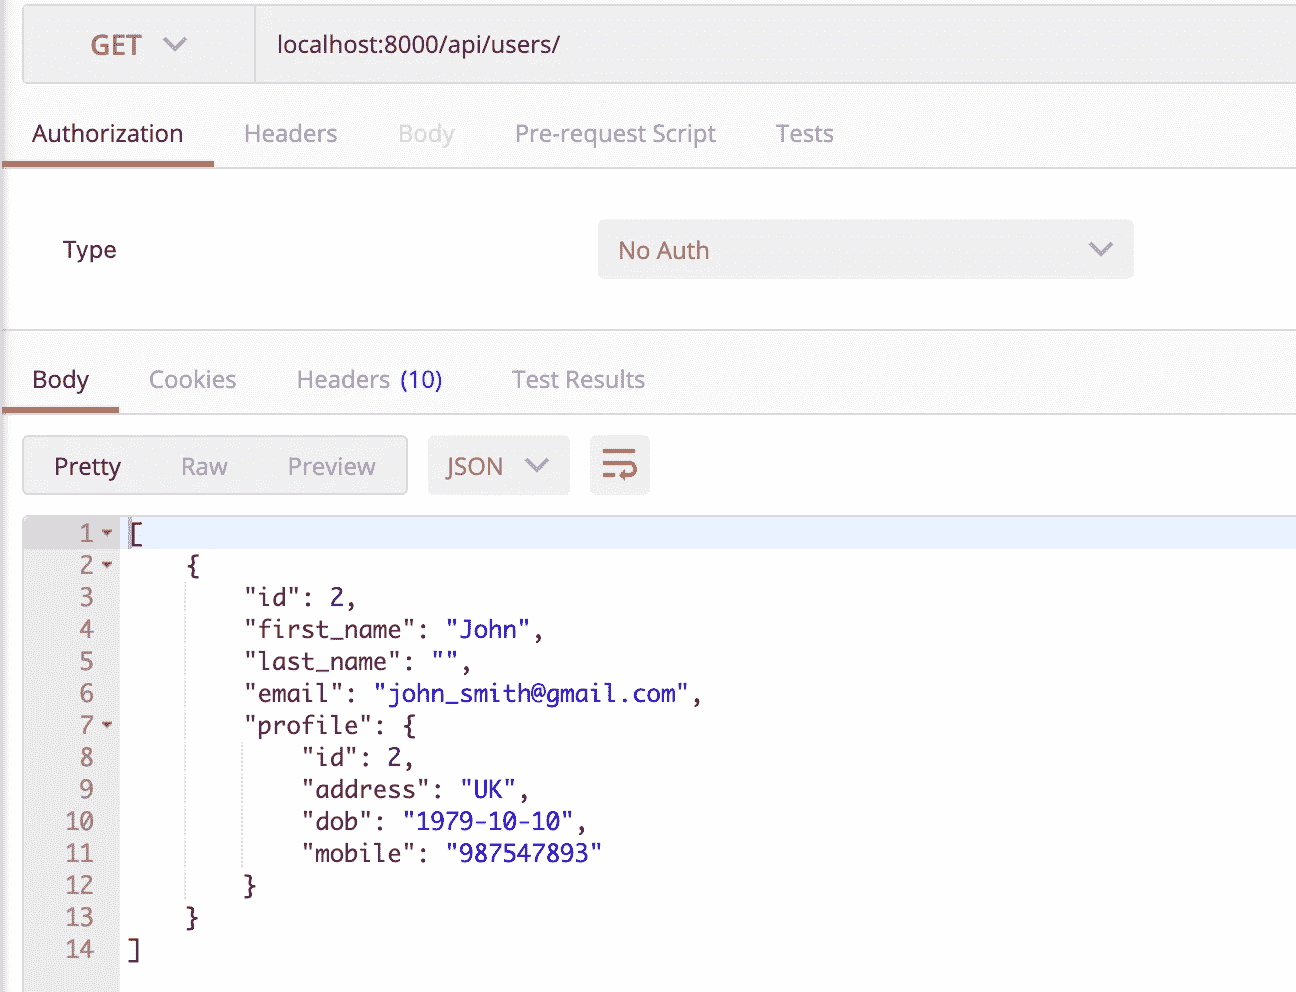 GET localhost:8000/api/users/
Authorization Headers Body Pre-request Script Tests
Type No Auth
Body Cookies Headers (10) Test Results
Pretty Raw Preview JSON
1 [
2 {
3 "id": 2,
4 "first_name": "John",
5 "last_name": "",
6 "email": "john_smith@gmail.com",
7 "profile": {
8 "id": 2,
9 "address": "UK",
10 "dob": "1979-10-10",
11 "mobile": "987547893"
12 }
13 }
14 ]